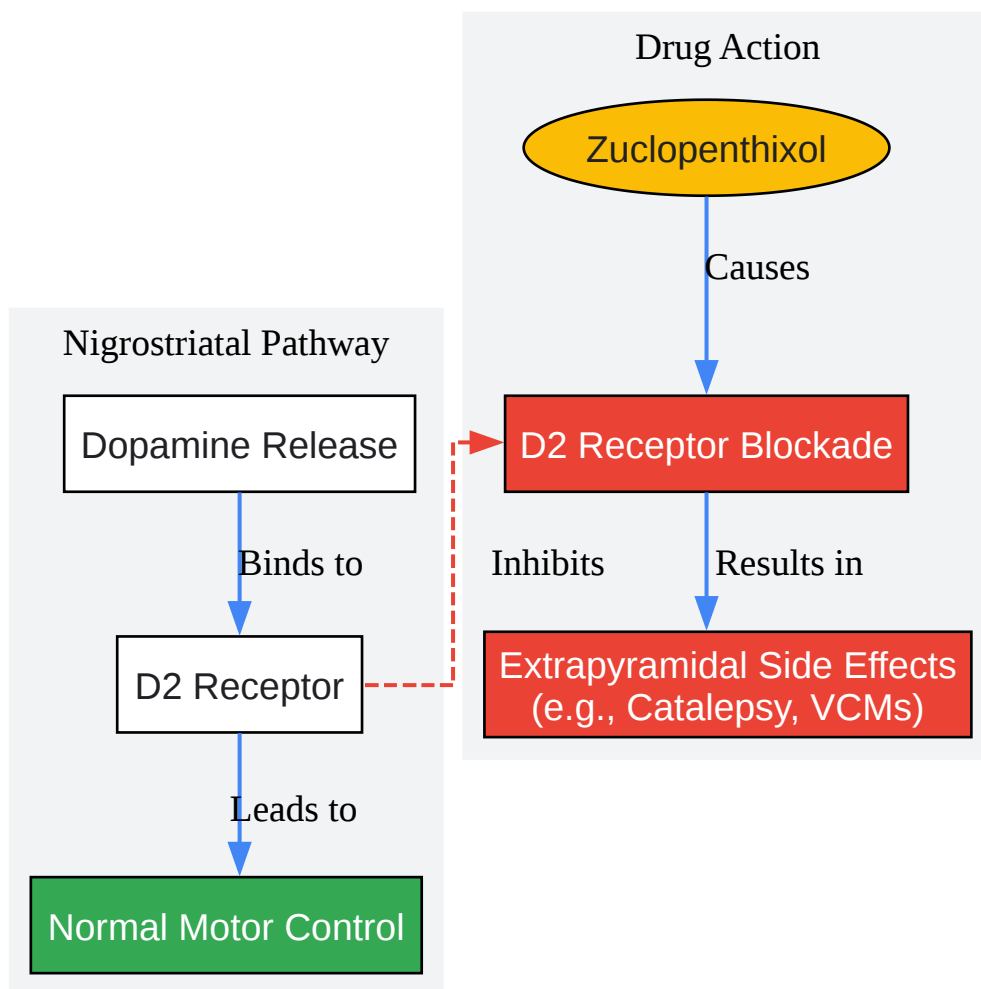 Drug Action
Zuclopenthixol
Causes
Nigrostriatal Pathway
Dopamine Release
D2 Receptor Blockade
Binds to
Inhibits
Results in
D2 Receptor
Extrapyramidal Side Effects
(e.g., Catalepsy, VCMs)
Leads to
Normal Motor Control